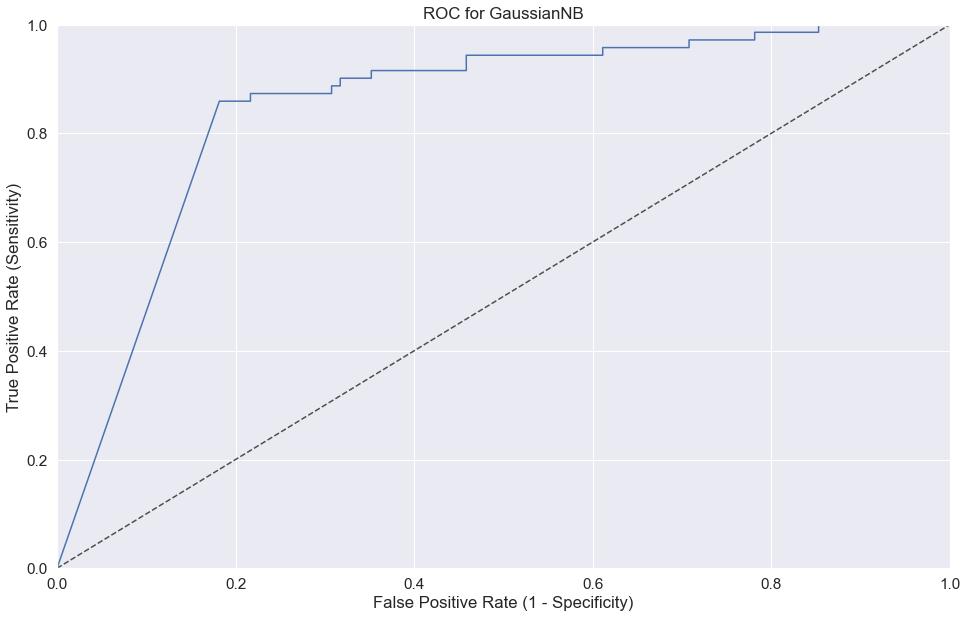 ROC for GaussianNB
1.0
0.8
0.6
0.4
0.2
0.0
True Positive Rate (Sensitivity)
0.0 0.2 0.4 0.6 0.8 1.0
False Positive Rate (1 - Specificity)